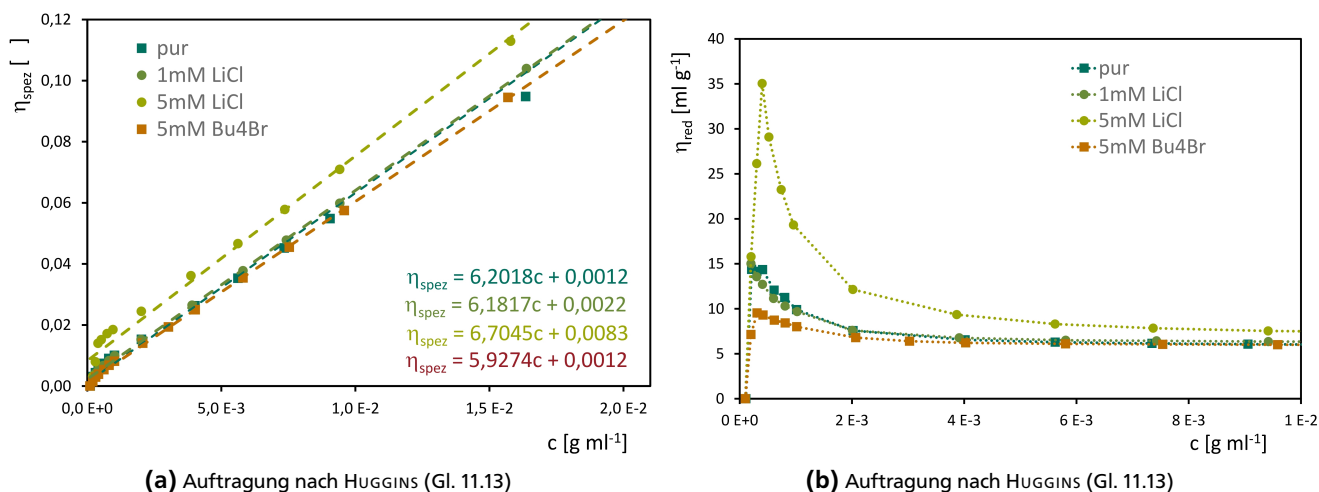 0,12
0,10
0,08
0,06
0,04
0,02
0,00
η_spez [ ]
pur
1mM LiCl
5mM LiCl
5mM Bu4Br
η_spez = 6,2018c + 0,0012
η_spez = 6,1817c + 0,0022
η_spez = 6,7045c + 0,0083
η_spez = 5,9274c + 0,0012
0,0 E+0 5,0 E-3 1,0 E-2 1,5 E-2 2,0 E-2
c [g ml⁻¹]
(a) Auftragung nach HUGGINS (Gl. 11.13)
40
35
30
25
20
15
10
5
0
η_red [ml g⁻¹]
pur
1mM LiCl
5mM LiCl
5mM Bu4Br
0 E+0 2 E-3 4 E-3 6 E-3 8 E-3 1 E-2
c [g ml⁻¹]
(b) Auftragung nach HUGGINS (Gl. 11.13)